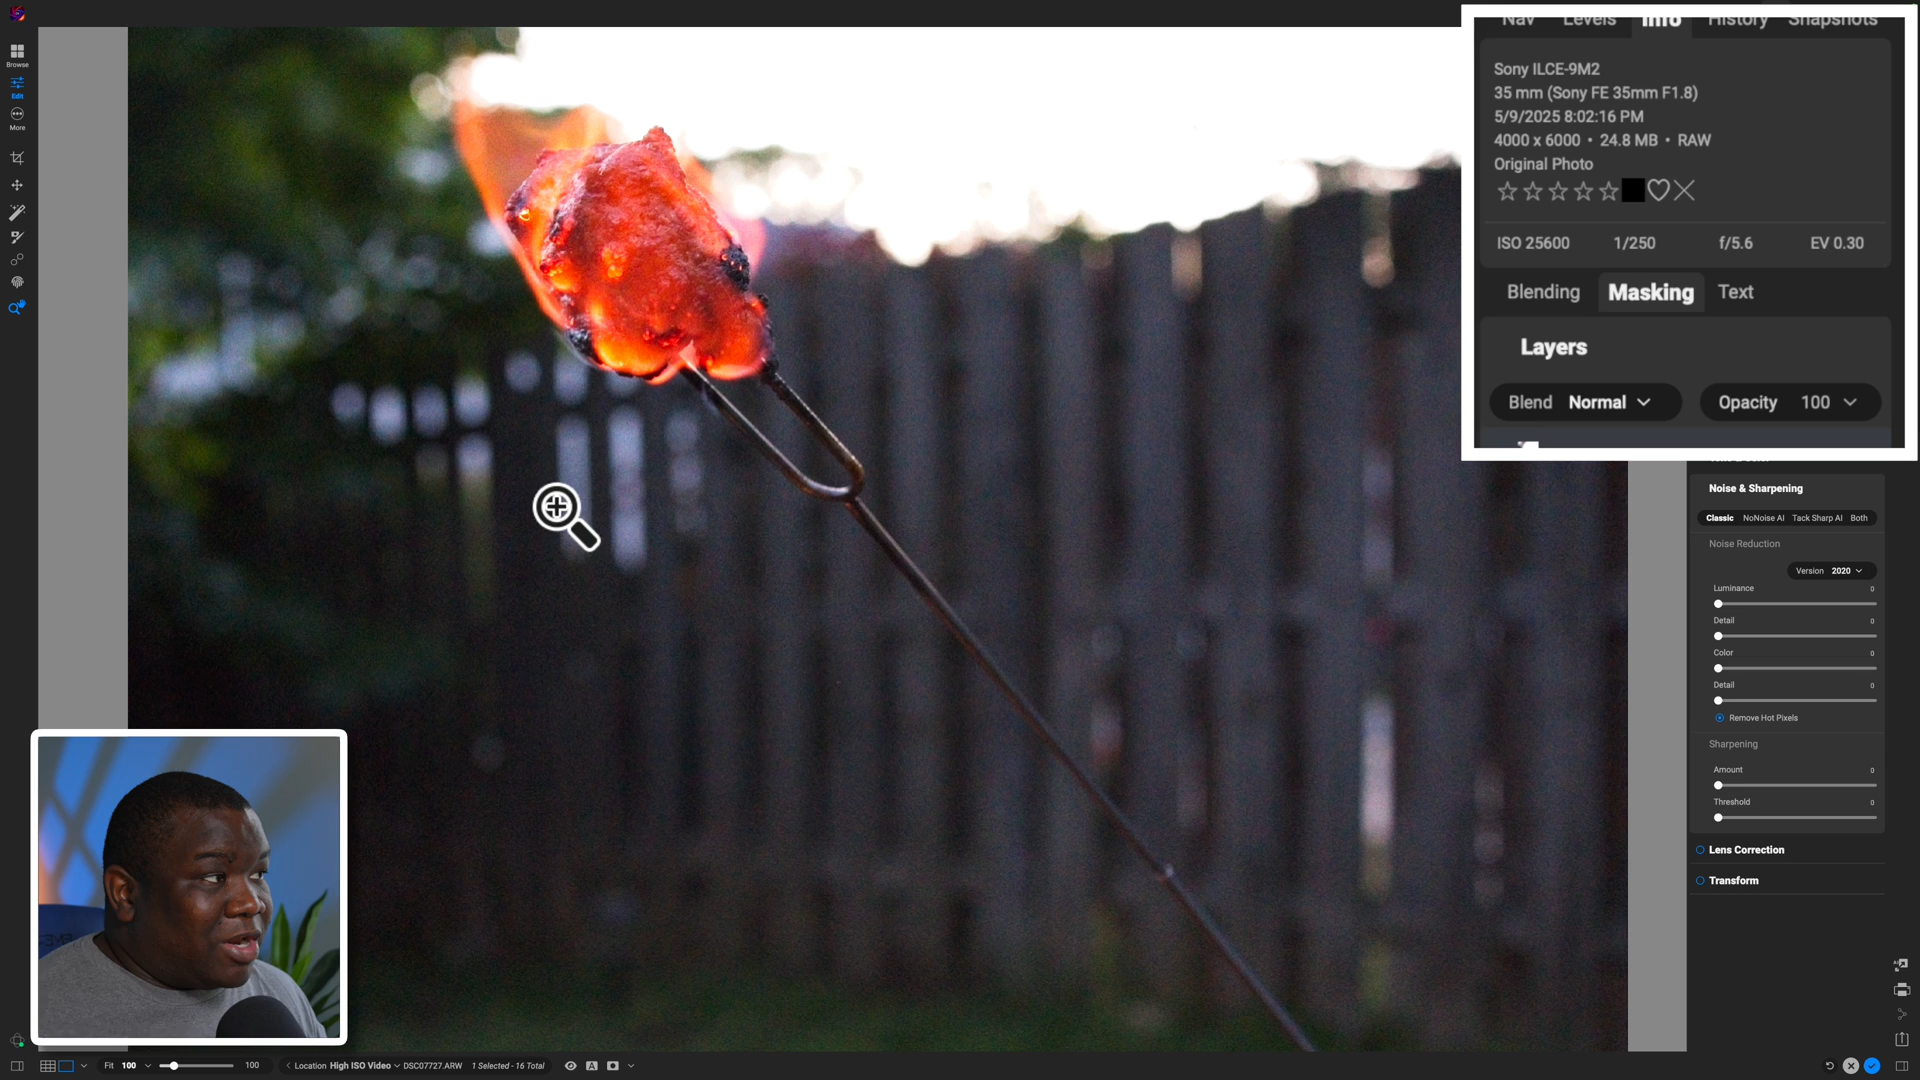 Nav Levels Info History Snapshots
Sony ILCE-9M2
35 mm (Sony FE 35mm F1.8)
5/9/2025 8:02:16 PM
4000 x 6000 • 24.8 MB • RAW
Original Photo
ISO 25600 1/250 f/5.6 EV 0.30
Blending Masking Text
Layers
Blend Normal Opacity 100
Browse
Edit
More
Noise & Sharpening
Classic NoNoise AI Tack Sharp AI Both
Noise Reduction
Version 2020
Luminance 0
Detail 0
Color 0
Detail 0
Remove Hot Pixels
Sharpening
Amount 0
Threshold 0
Lens Correction
Transform
Fit 100 100 Location High ISO Video DSC07727.ARW 1 Selected - 16 Total A